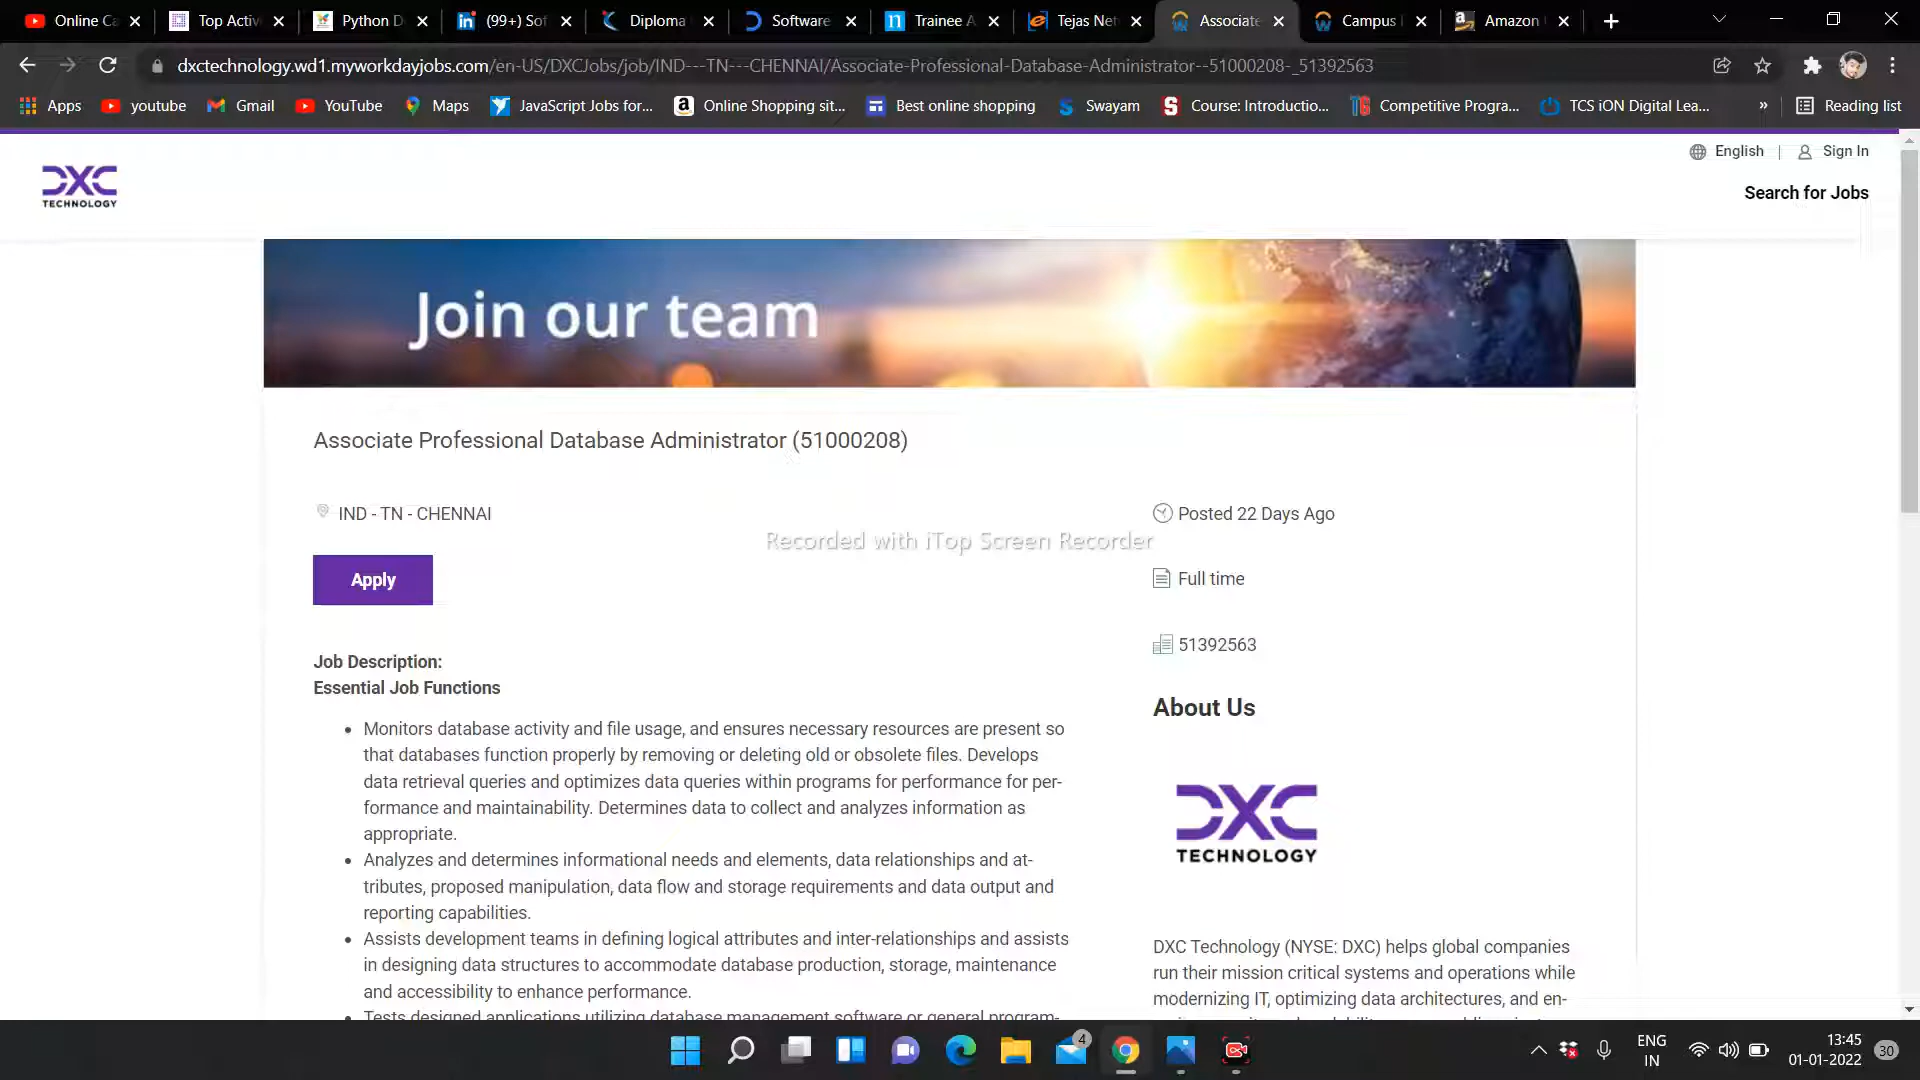 Online Ca
Top Activ
Python D
(99+) Sof
Diploma
Software
Trainee A
Tejas Net
Associate
Campus
Amazon
dxctechnology.wd1.myworkdayjobs.com/en-US/DXCJobs/job/IND---TN---CHENNAI/Associate-Professional-Database-Administrator--51000208-_51392563
Apps
youtube
Gmail
YouTube
Maps
JavaScript Jobs for...
Online Shopping sit...
Best online shopping
Swayam
Course: Introductio...
Competitive Progra...
TCS iON Digital Lea...
»
Reading list
DXC
TECHNOLOGY
English | Sign In
Search for Jobs
Join our team
Associate Professional Database Administrator (51000208)
IND - TN - CHENNAI
Posted 22 Days Ago
Recorded with iTop Screen Recorder
Apply
Full time
51392563
Job Description:
Essential Job Functions
• Monitors database activity and file usage, and ensures necessary resources are present so
that databases function properly by removing or deleting old or obsolete files. Develops
data retrieval queries and optimizes data queries within programs for performance for per-
formance and maintainability. Determines data to collect and analyzes information as
appropriate.
• Analyzes and determines informational needs and elements, data relationships and at-
tributes, proposed manipulation, data flow and storage requirements and data output and
reporting capabilities.
• Assists development teams in defining logical attributes and inter-relationships and assists
in designing data structures to accommodate database production, storage, maintenance
and accessibility to enhance performance.
• Tests designed applications utilizing database management software or general program-
About Us
DXC
TECHNOLOGY
DXC Technology (NYSE: DXC) helps global companies
run their mission critical systems and operations while
modernizing IT, optimizing data architectures, and en-
4
ENG
IN
13:45
01-01-2022
30